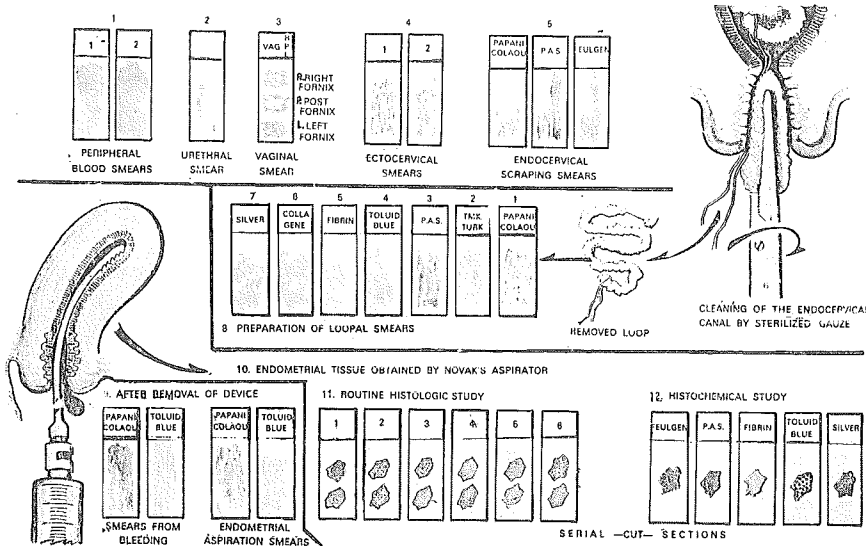 1
2
3
4
5
1
2
VAG
R
P
L
1
2
PAPANI
COLAOU
P.A.S.
FEULGEN
R.RIGHT
FORNIX
P.POST
FORNIX
L.LEFT
FORNIX
PERIPHERAL
BLOOD SMEARS
URETHRAL
SMEAR
VAGINAL
SMEAR
ECTOCERVICAL
SMEARS
ENDOCERVICAL
SCRAPING SMEARS
7
6
5
4
3
2
1
SILVER
COLLA
GENE
FIBRIN
TOLUID
BLUE
P.A.S.
TURK
PAPANI
COLAOU
8 PREPARATION OF LOOPAL SMEARS
REMOVED LOOP
CLEANING OF THE ENDOCERVICAL
CANAL BY STERILIZED GAUZE
10. ENDOMETRIAL TISSUE OBTAINED BY NOVAK'S ASPIRATOR
9. AFTER REMOVAL OF DEVICE
PAPANI
COLAOU
TOLUID
BLUE
PAPANI
COLAOU
TOLUID
BLUE
SMEARS FROM
BLEEDING
ENDOMETRIAL
ASPIRATION SMEARS
11. ROUTINE HISTOLOGIC STUDY
1
2
3
4
5
6
12. HISTOCHEMICAL STUDY
FEULGEN
P.A.S.
FIBRIN
TOLUID
BLUE
SILVER
SERIAL —CUT— SECTIONS